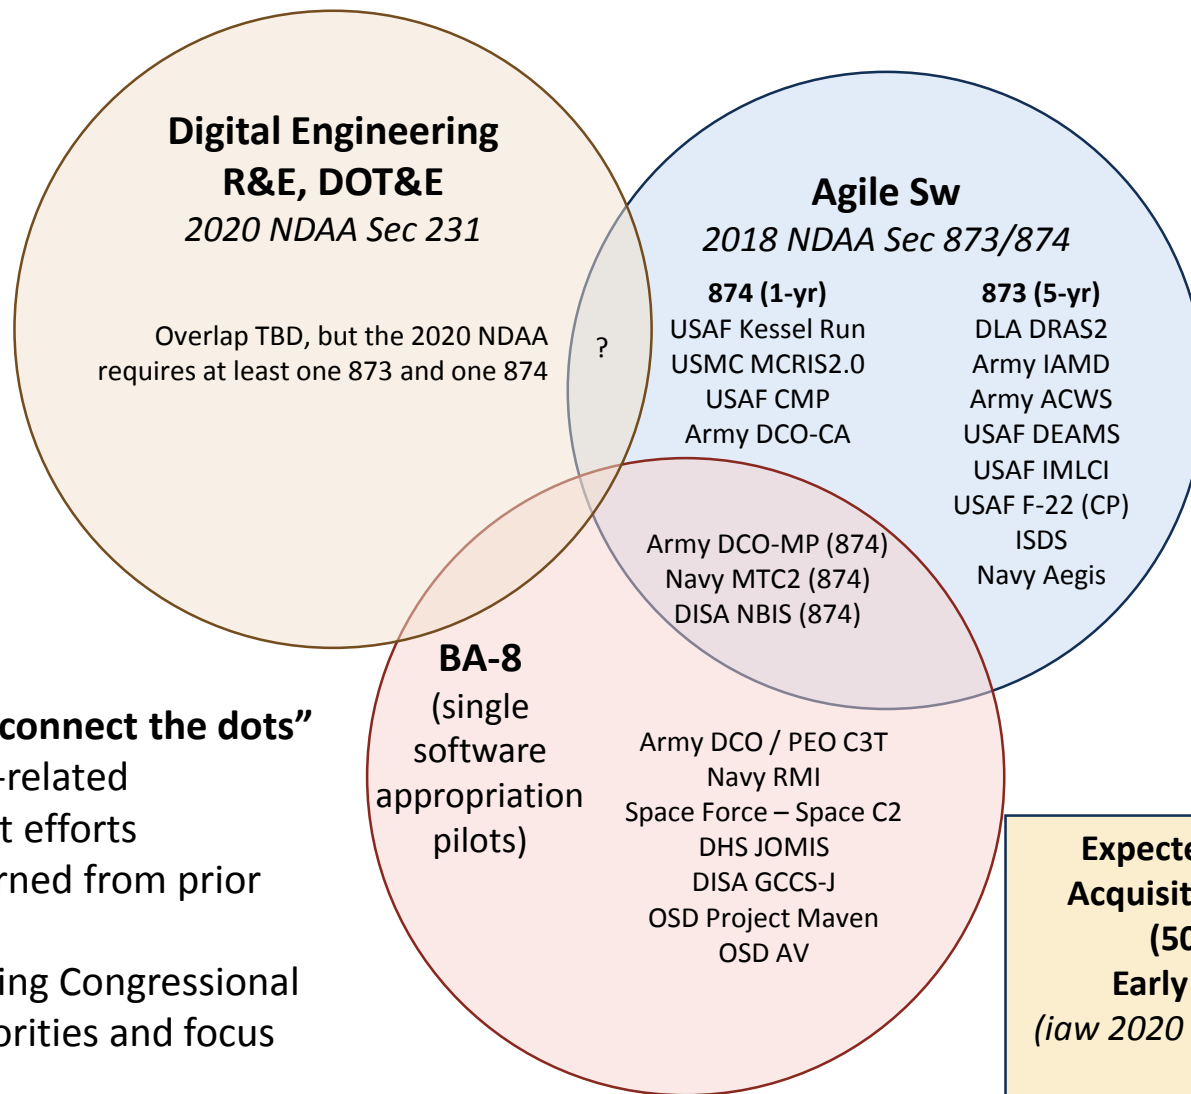 Digital Engineering
R&E, DOT&E
2020 NDAA Sec 231
Overlap TBD, but the 2020 NDAA
requires at least one 873 and one 874
?
Agile Sw
2018 NDAA Sec 873/874
874 (1-yr)
USAF Kessel Run
USMC MCRIS2.0
USAF CMP
Army DCO-CA
873 (5-yr)
DLA DRAS2
Army IAMD
Army ACWS
USAF DEAMS
USAF IMLCI
USAF F-22 (CP)
ISDS
Navy Aegis
Army DCO-MP (874)
Navy MTC2 (874)
DISA NBIS (874)
BA-8
(single
software
appropriation
pilots)
Army DCO / PEO C3T
Navy RMI
Space Force – Space C2
DHS JOMIS
DISA GCCS-J
OSD Project Maven
OSD AV
connect the dots”
-related
t efforts
rned from prior
ing Congressional
orities and focus
Expecte
Acquisit
(50
Early
(iaw 2020